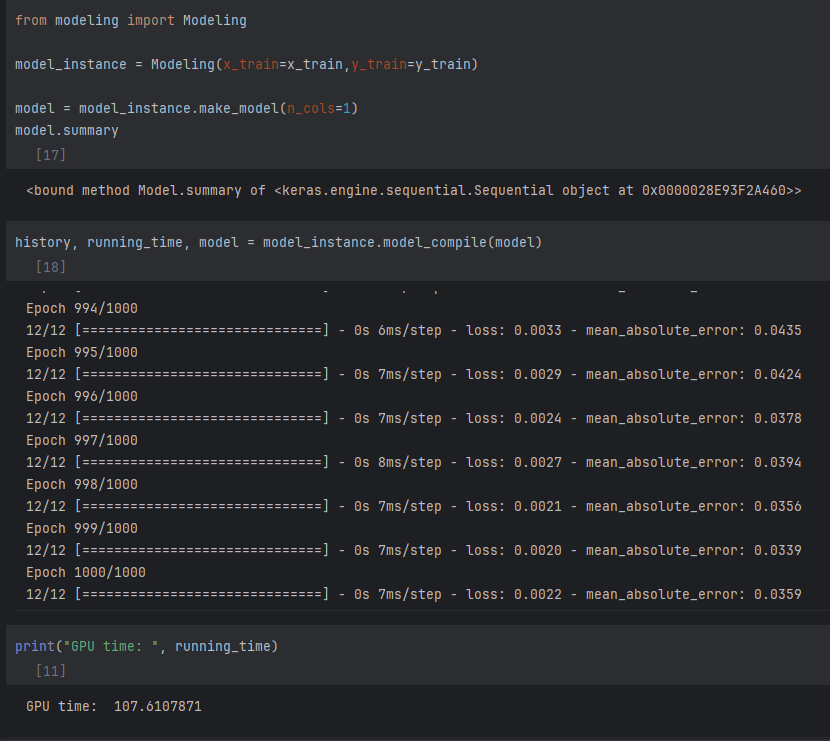 from modeling import Modeling
model_instance = Modeling(x_train=x_train,y_train=y_train)
model = model_instance.make_model(n_cols=1)
model.summary
[17]
<bound method Model.summary of <keras.engine.sequential.Sequential object at 0x0000028E93F2A460>>
history, running_time, model = model_instance.model_compile(model)
[18]
Epoch 994/1000
12/12 [==============================] - 0s 6ms/step - loss: 0.0033 - mean_absolute_error: 0.0435
Epoch 995/1000
12/12 [==============================] - 0s 7ms/step - loss: 0.0029 - mean_absolute_error: 0.0424
Epoch 996/1000
12/12 [==============================] - 0s 7ms/step - loss: 0.0024 - mean_absolute_error: 0.0378
Epoch 997/1000
12/12 [==============================] - 0s 8ms/step - loss: 0.0027 - mean_absolute_error: 0.0394
Epoch 998/1000
12/12 [==============================] - 0s 7ms/step - loss: 0.0021 - mean_absolute_error: 0.0356
Epoch 999/1000
12/12 [==============================] - 0s 7ms/step - loss: 0.0020 - mean_absolute_error: 0.0339
Epoch 1000/1000
12/12 [==============================] - 0s 7ms/step - loss: 0.0022 - mean_absolute_error: 0.0359
print("GPU time: ", running_time)
[11]
GPU time:  107.6107871